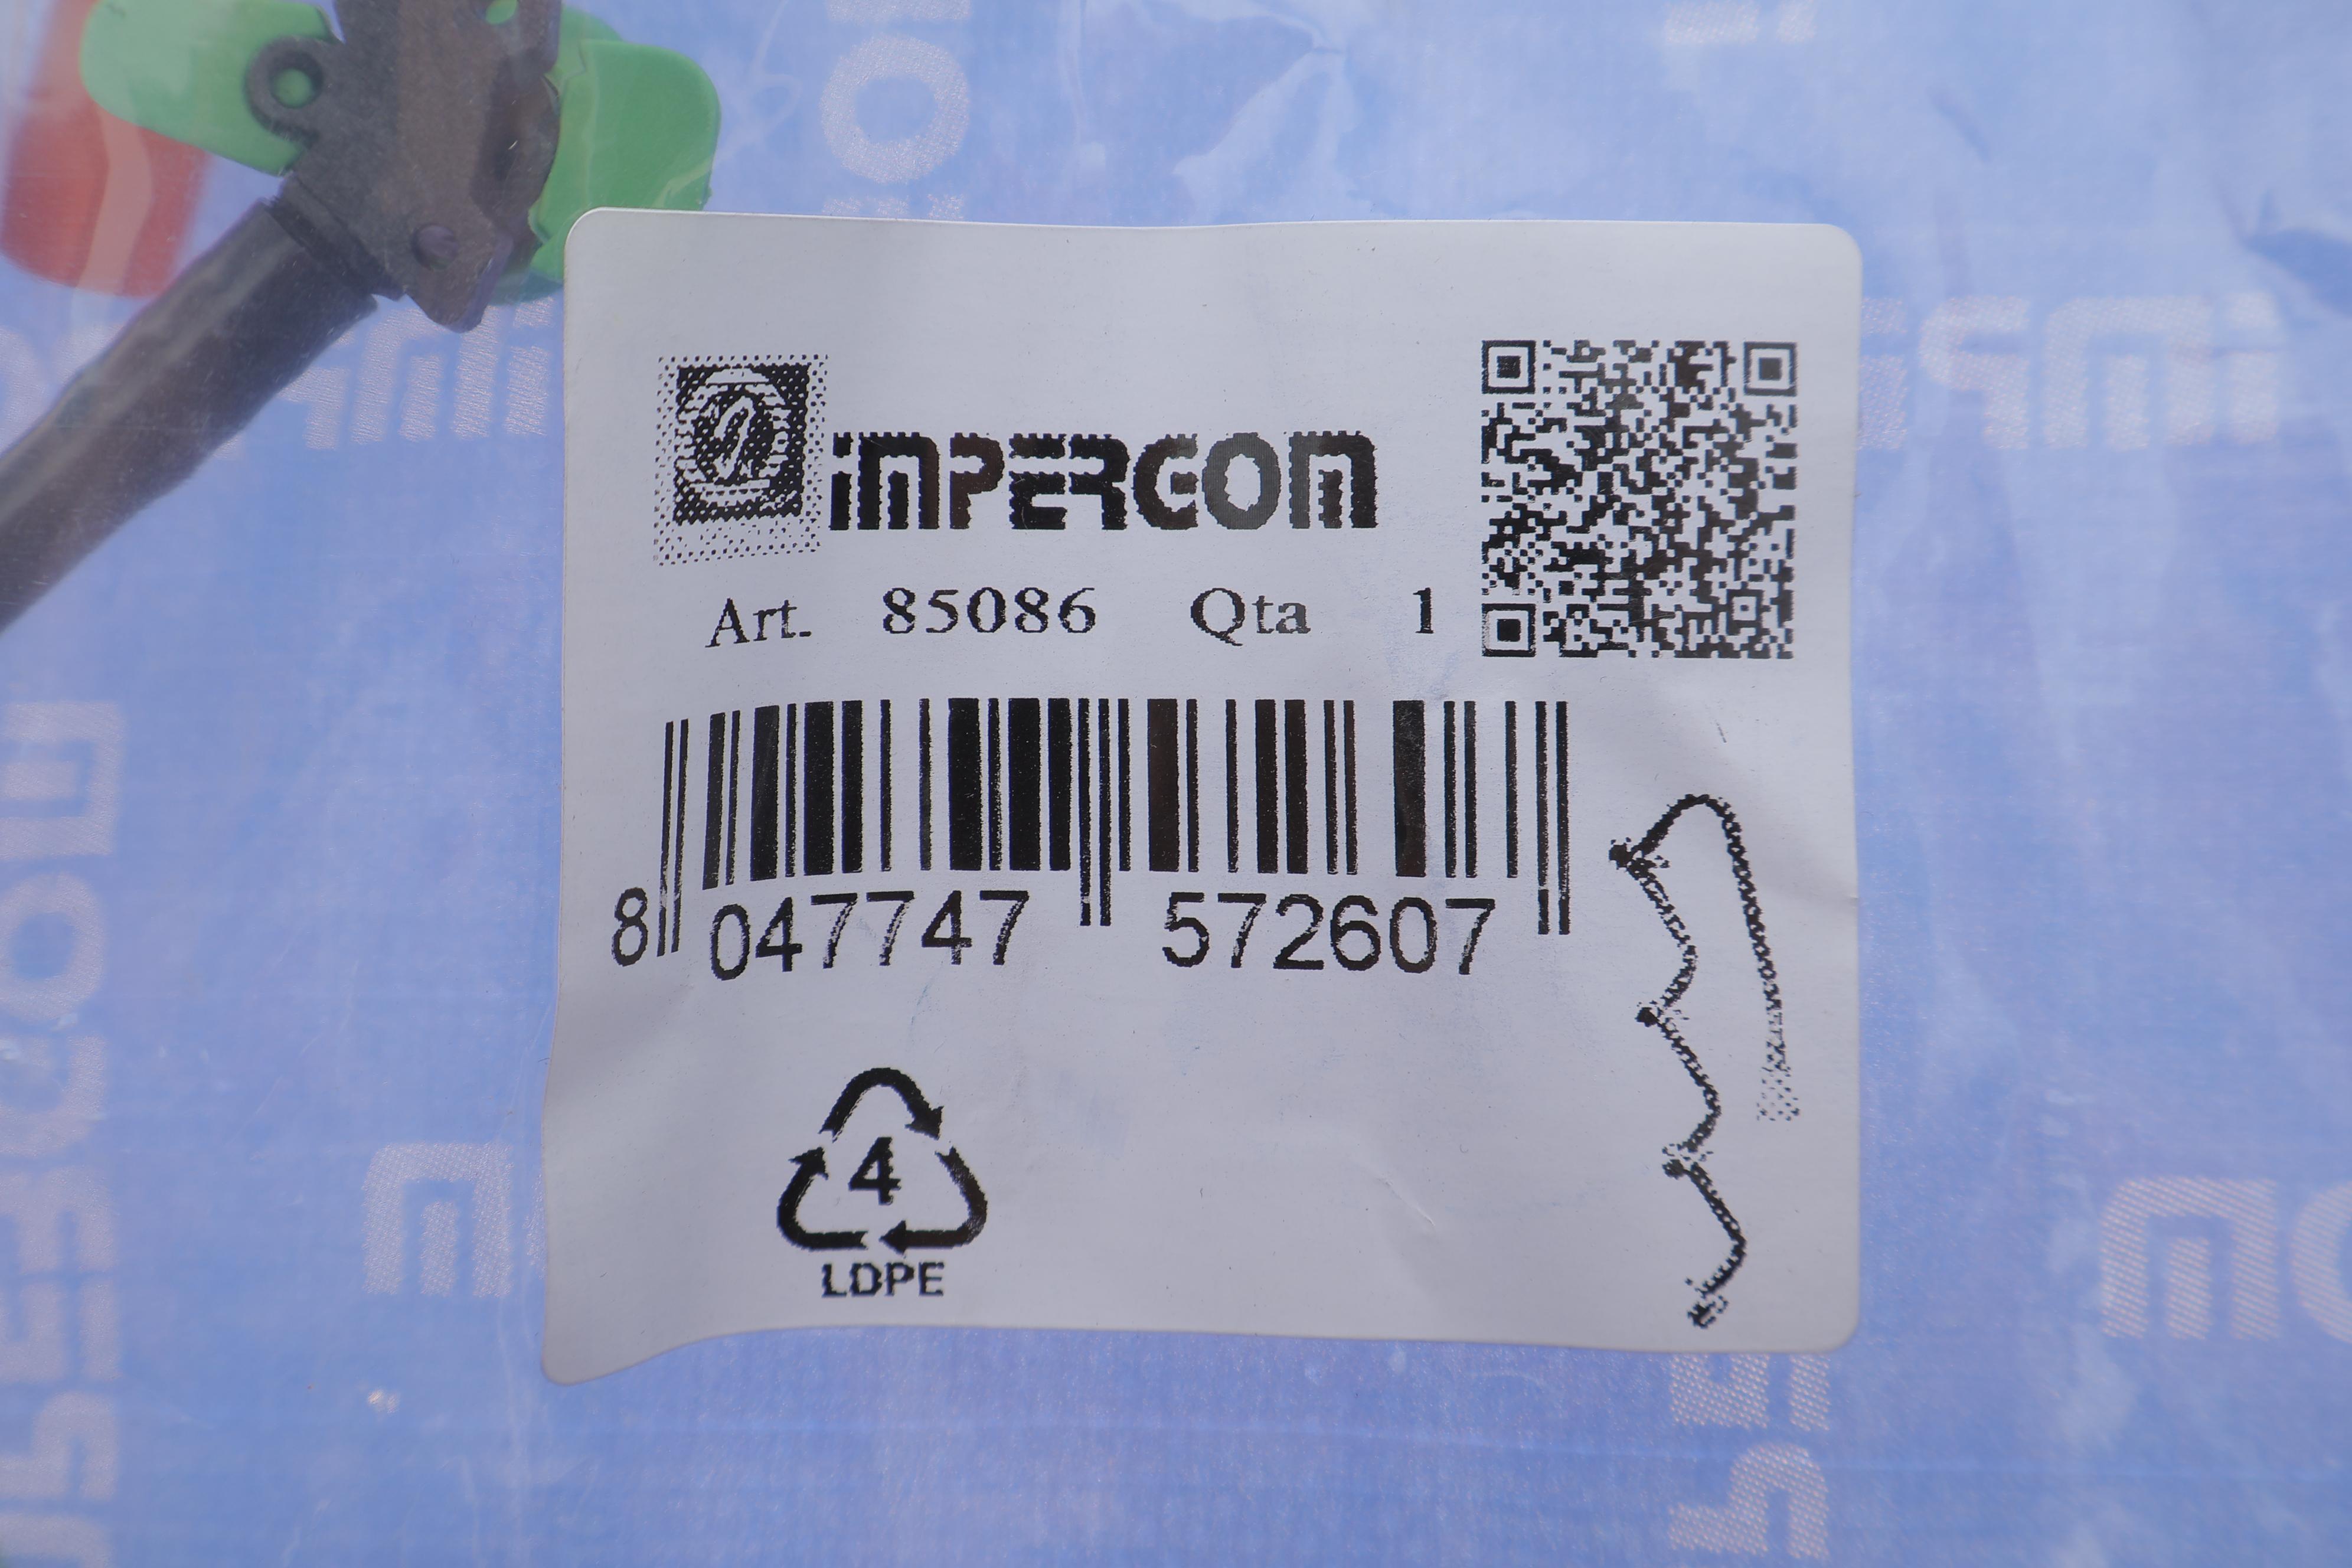 iMPERGOM
Art. 85086 Qta 1
8 047747 572607
4
LDPE